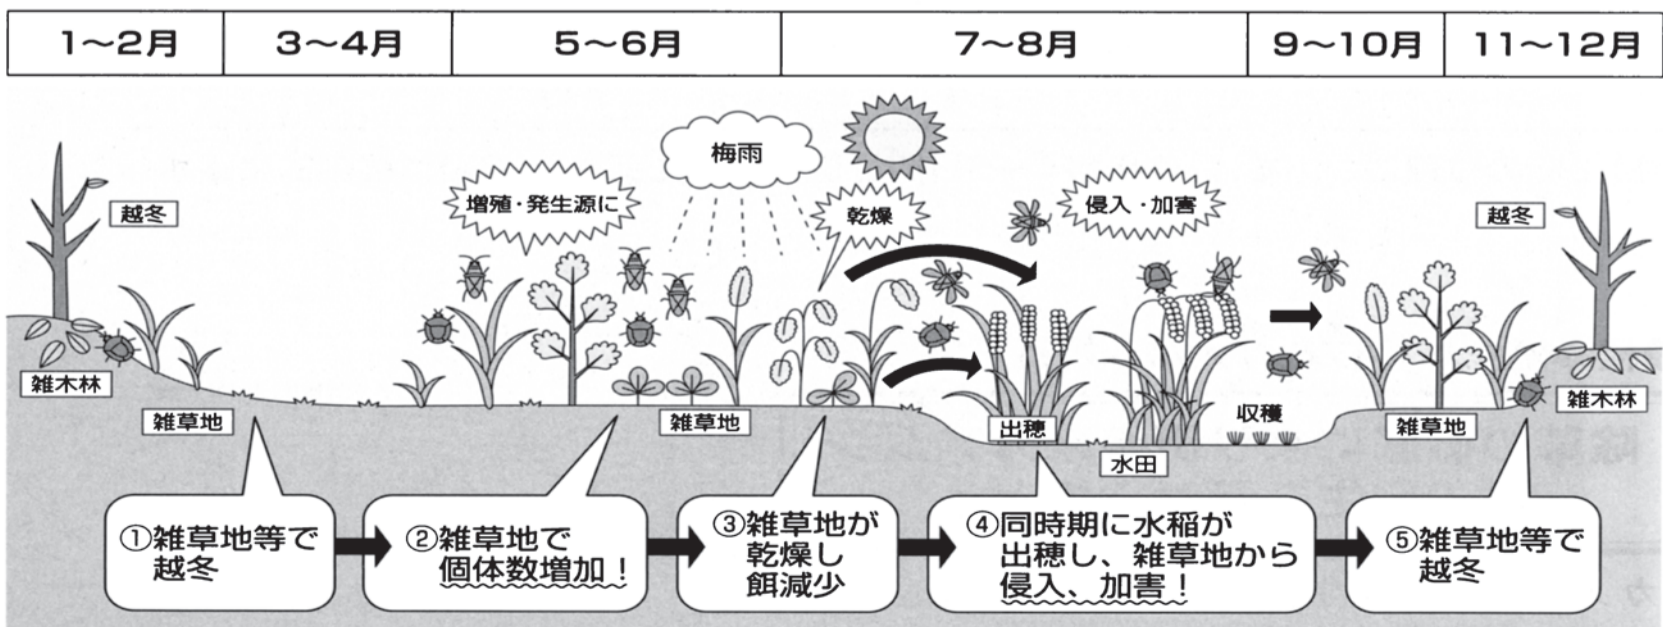 1～2月
3～4月
5～6月
7～8月
9～10月
11～12月
梅雨
増殖・発生源に
乾燥
侵入・加害
越冬
越冬
雑木林
雑草地
雑草地
出穂
水田
収穫
雑草地
雑木林
①雑草地等で
越冬
②雑草地で
個体数増加！
③雑草地が
乾燥し
餌減少
④同時期に水稲が
出穂し、雑草地から
侵入、加害！
⑤雑草地等で
越冬